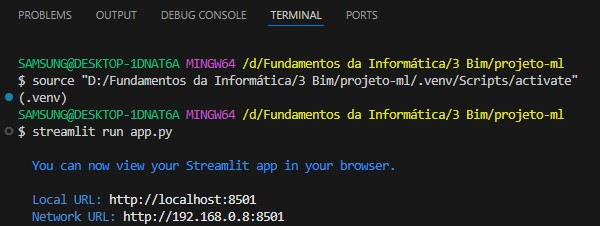 PROBLEMS OUTPUT DEBUG CONSOLE TERMINAL PORTS
SAMSUNG@DESKTOP-1DNAT6A MINGW64 /d/Fundamentos da Informática/3 Bim/projeto-ml
$ source "D:/Fundamentos da Informática/3 Bim/projeto-ml/.venv/Scripts/activate"
(.venv)
SAMSUNG@DESKTOP-1DNAT6A MINGW64 /d/Fundamentos da Informática/3 Bim/projeto-ml
$ streamlit run app.py
You can now view your Streamlit app in your browser.
Local URL: http://localhost:8501
Network URL: http://192.168.0.8:8501